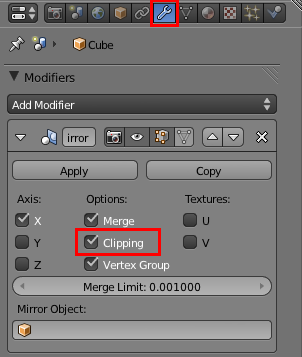 Cube
Modifiers
Add Modifier
irror
Apply Copy
Axis: Options: Textures:
X Merge U
Y Clipping V
Z Vertex Group
Merge Limit: 0.001000
Mirror Object: